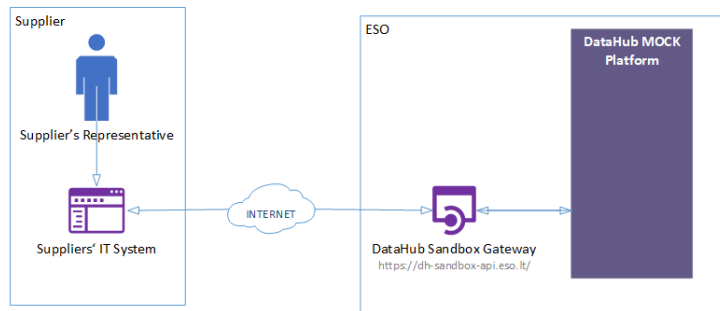 Supplier
Supplier's Representative
Suppliers' IT System
INTERNET
ESO
DataHub MOCK
Platform
DataHub Sandbox Gateway
https://dh-sandbox-api.eso.lt/